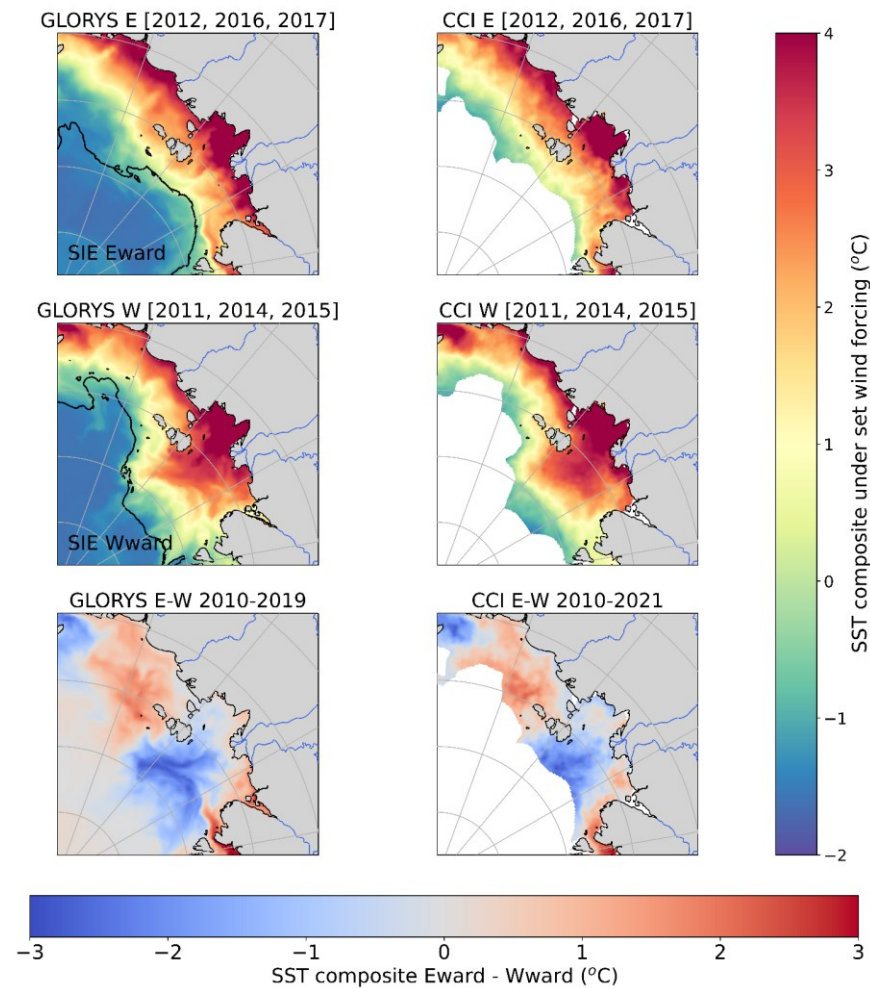 GLORYS E [2012, 2016, 2017]
CCI E [2012, 2016, 2017]
SIE Eward
GLORYS W [2011, 2014, 2015]
CCI W [2011, 2014, 2015]
SIE Wward
GLORYS E-W 2010-2019
CCI E-W 2010-2021
4
3
2
1
0
−1
−2
SST composite under set wind forcing (°C)
−3 −2 −1 0 1 2 3
SST composite Eward - Wward (°C)